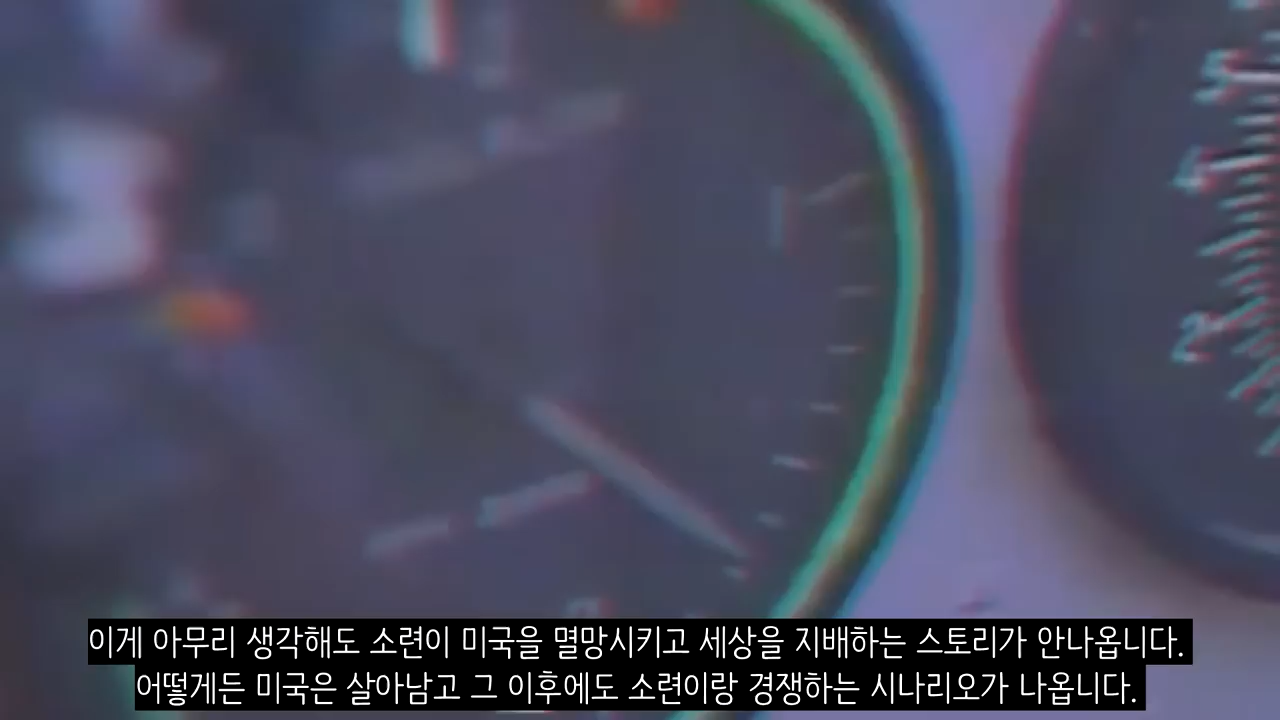 5
4
2
이게 아무리 생각해도 소련이 미국을 멸망시키고 세상을 지배하는 스토리가 안나옵니다.
어떻게든 미국은 살아남고 그 이후에도 소련이랑 경쟁하는 시나리오가 나옵니다.